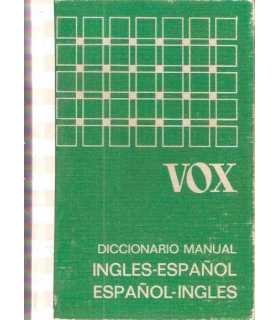 VOX
DICCIONARIO MANUAL
INGLES-ESPAÑOL
ESPAÑOL-INGLES